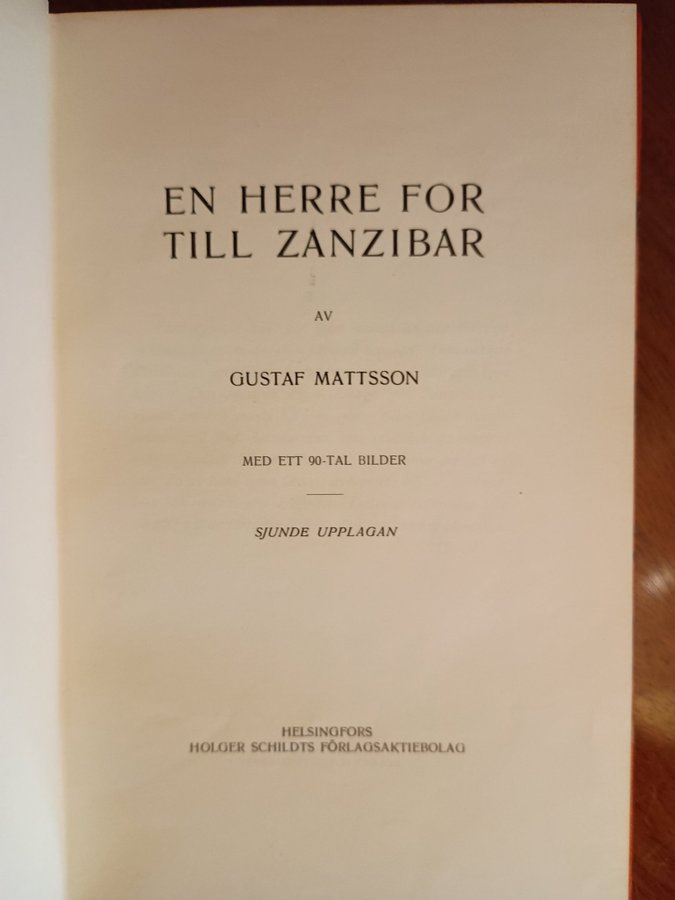 EN HERRE FOR
TILL ZANZIBAR
AV
GUSTAF MATTSSON
MED ETT 90-TAL BILDER
SJUNDE UPPLAGAN
HELSINGFORS
HOLGER SCHILDTS FÖRLAGSAKTIEBOLAG